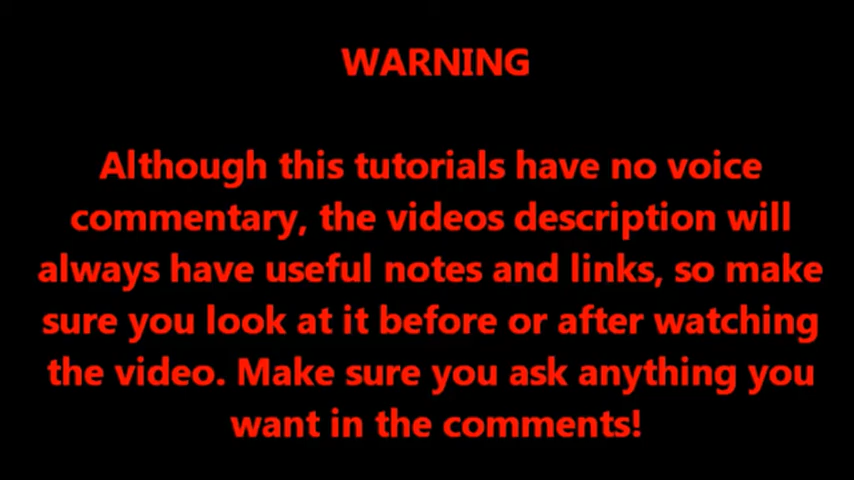 WARNING
Although this tutorials have no voice
commentary, the videos description will
always have useful notes and links, so make
sure you look at it before or after watching
the video. Make sure you ask anything you
want in the comments!